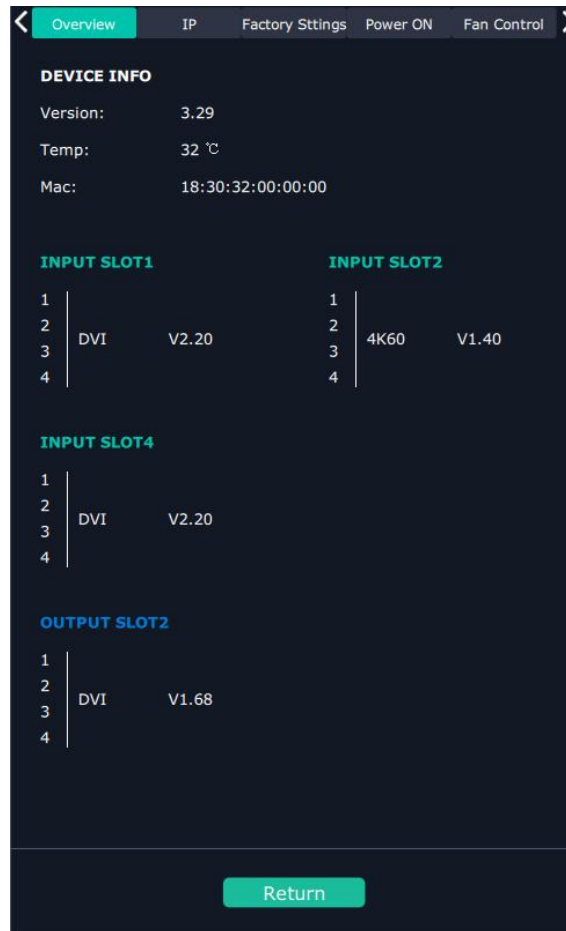 Overview IP Factory Sttings Power ON Fan Control
DEVICE INFO
Version: 3.29
Temp: 32 ℃
Mac: 18:30:32:00:00:00
INPUT SLOT1
1
2
3
4
DVI V2.20
INPUT SLOT2
1
2
3
4
4K60 V1.40
INPUT SLOT4
1
2
3
4
DVI V2.20
OUTPUT SLOT2
1
2
3
4
DVI V1.68
Return